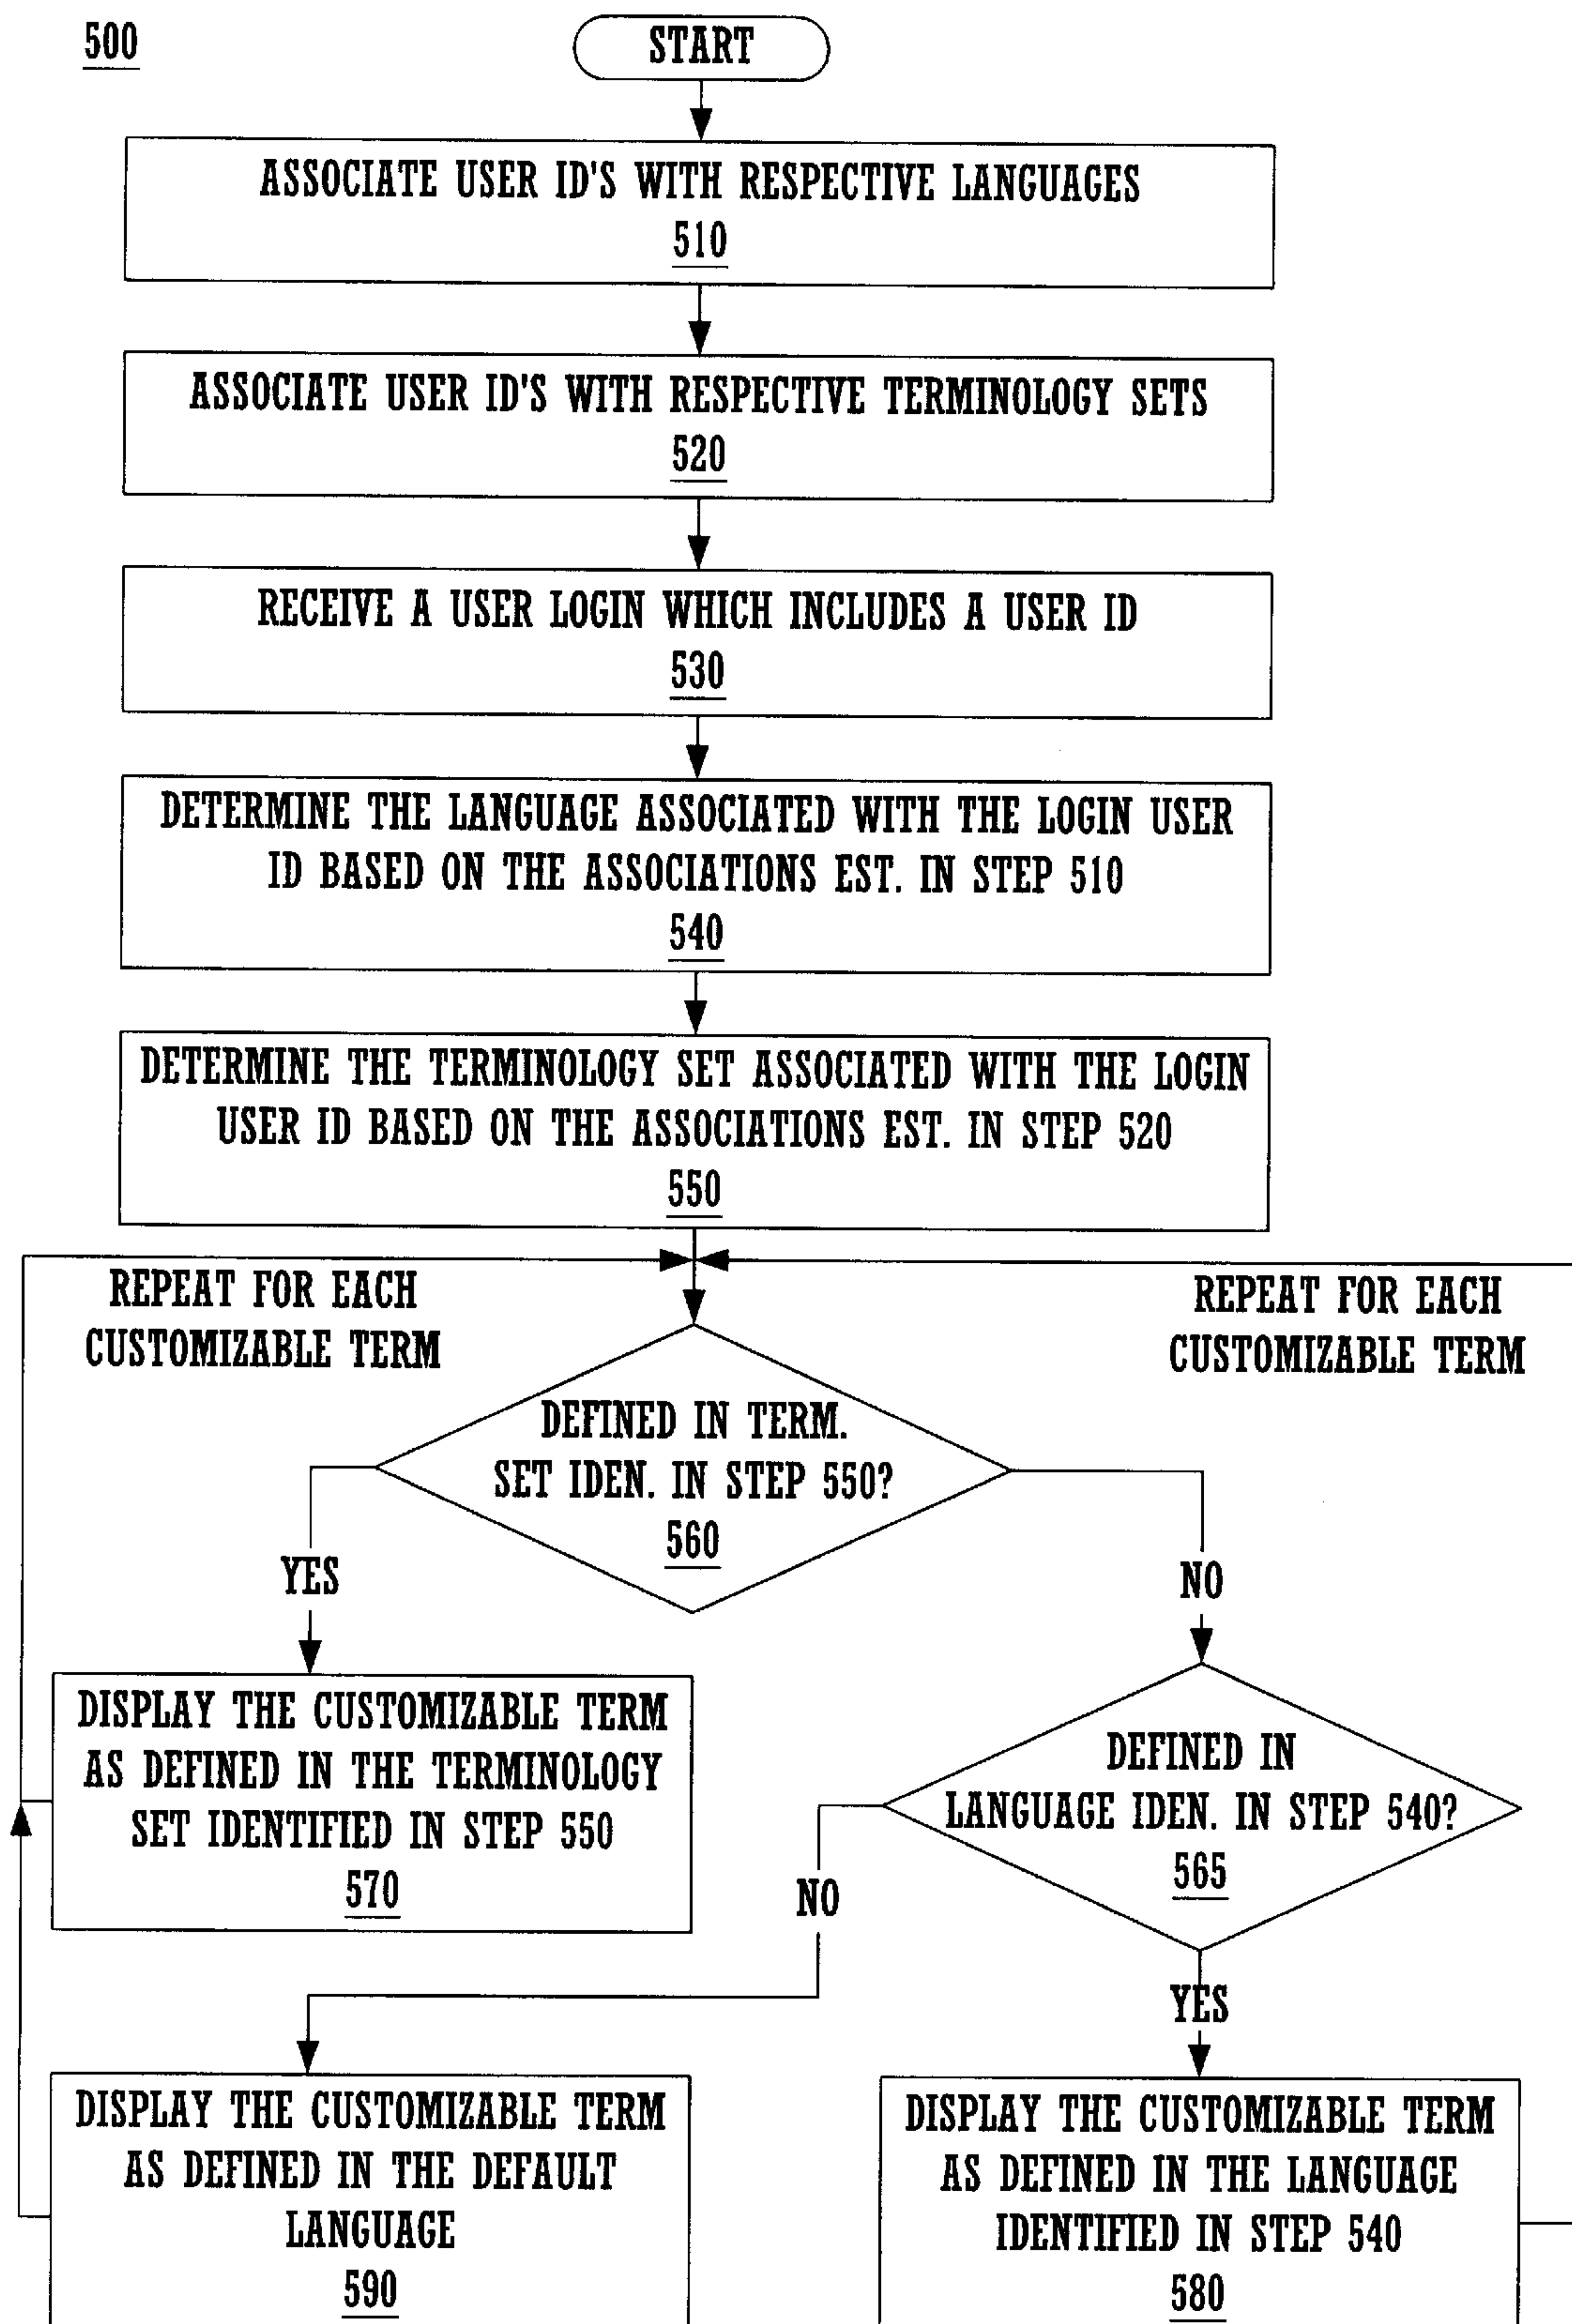 500
START
ASSOCIATE USER ID'S WITH RESPECTIVE LANGUAGES
510
ASSOCIATE USER ID'S WITH RESPECTIVE TERMINOLOGY SETS
520
RECEIVE A USER LOGIN WHICH INCLUDES A USER ID
530
DETERMINE THE LANGUAGE ASSOCIATED WITH THE LOGIN USER
ID BASED ON THE ASSOCIATIONS EST. IN STEP 510
540
DETERMINE THE TERMINOLOGY SET ASSOCIATED WITH THE LOGIN
USER ID BASED ON THE ASSOCIATIONS EST. IN STEP 520
550
REPEAT FOR EACH
CUSTOMIZABLE TERM
REPEAT FOR EACH
CUSTOMIZABLE TERM
DEFINED IN TERM.
SET IDEN. IN STEP 550?
560
YES
NO
DISPLAY THE CUSTOMIZABLE TERM
AS DEFINED IN THE TERMINOLOGY
SET IDENTIFIED IN STEP 550
570
DEFINED IN
LANGUAGE IDEN. IN STEP 540?
565
NO
YES
DISPLAY THE CUSTOMIZABLE TERM
AS DEFINED IN THE DEFAULT
LANGUAGE
590
DISPLAY THE CUSTOMIZABLE TERM
AS DEFINED IN THE LANGUAGE
IDENTIFIED IN STEP 540
580